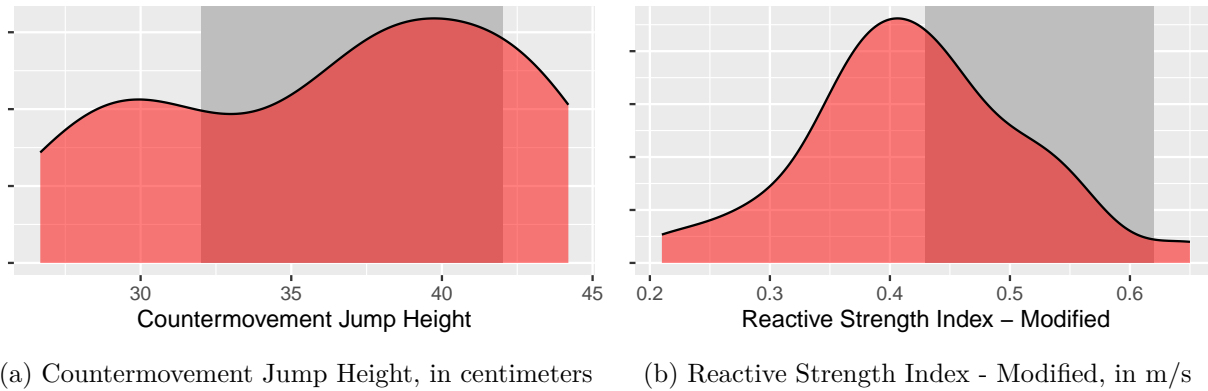 30 35 40 45
Countermovement Jump Height
0.2 0.3 0.4 0.5 0.6
Reactive Strength Index – Modified
(a) Countermovement Jump Height, in centimeters
(b) Reactive Strength Index - Modified, in m/s